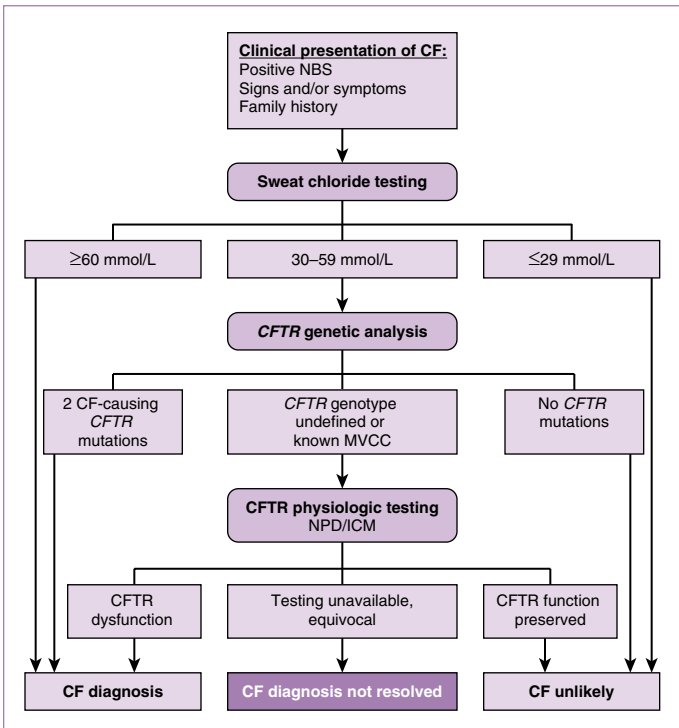 Clinical presentation of CF:
Positive NBS
Signs and/or symptoms
Family history
Sweat chloride testing
≥60 mmol/L
30–59 mmol/L
≤29 mmol/L
CFTR genetic analysis
2 CF-causing
CFTR
mutations
CFTR genotype
undefined or
known MVCC
No CFTR
mutations
CFTR physiologic testing
NPD/ICM
CFTR
dysfunction
Testing unavailable,
equivocal
CFTR function
preserved
CF diagnosis
CF diagnosis not resolved
CF unlikely